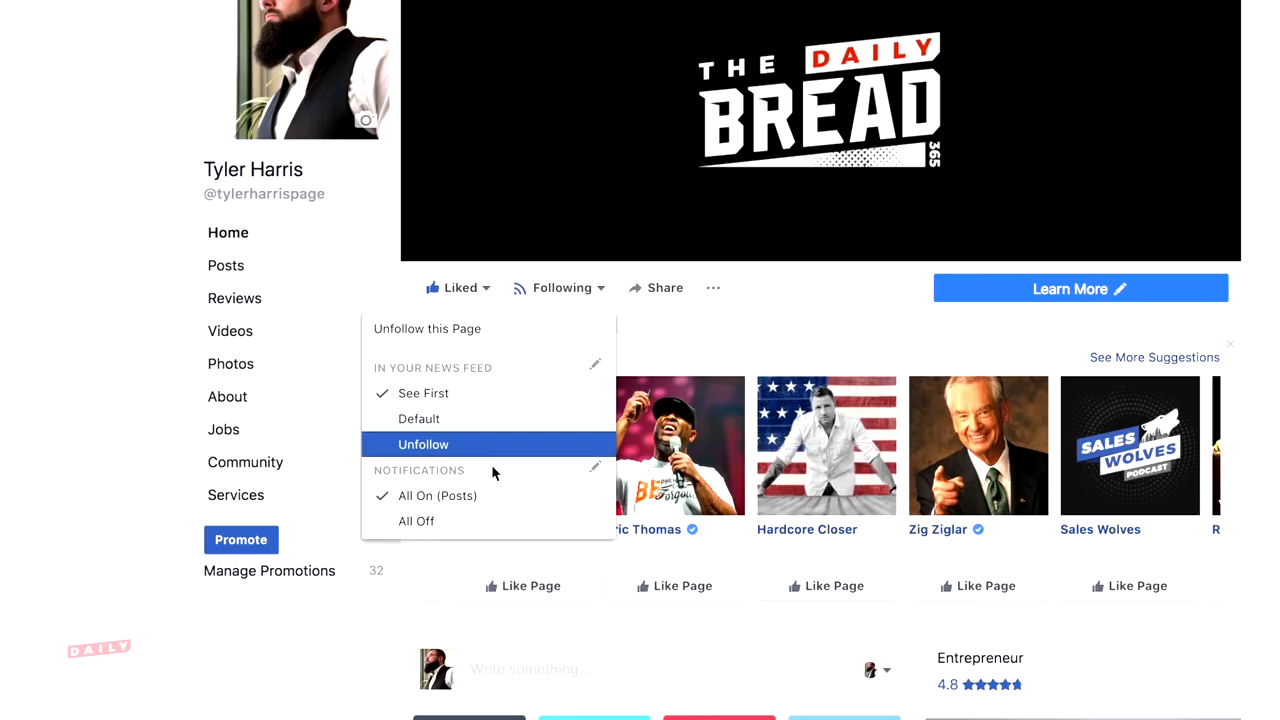 THE DAILY
BREAD
365
Tyler Harris
@tylerharrispage
Home
Posts
Reviews
Videos
Photos
About
Jobs
Community
Services
Promote
Manage Promotions 32
Liked Following Share ...
Learn More
Unfollow this Page
IN YOUR NEWS FEED
See First
Default
Unfollow
NOTIFICATIONS
All On (Posts)
All Off
See More Suggestions
SALES
WOLVES
PODCAST
ric Thomas
Hardcore Closer
Zig Ziglar
Sales Wolves
R
Like Page Like Page Like Page Like Page Like Page
DAILY
Write something...
Entrepreneur
4.8